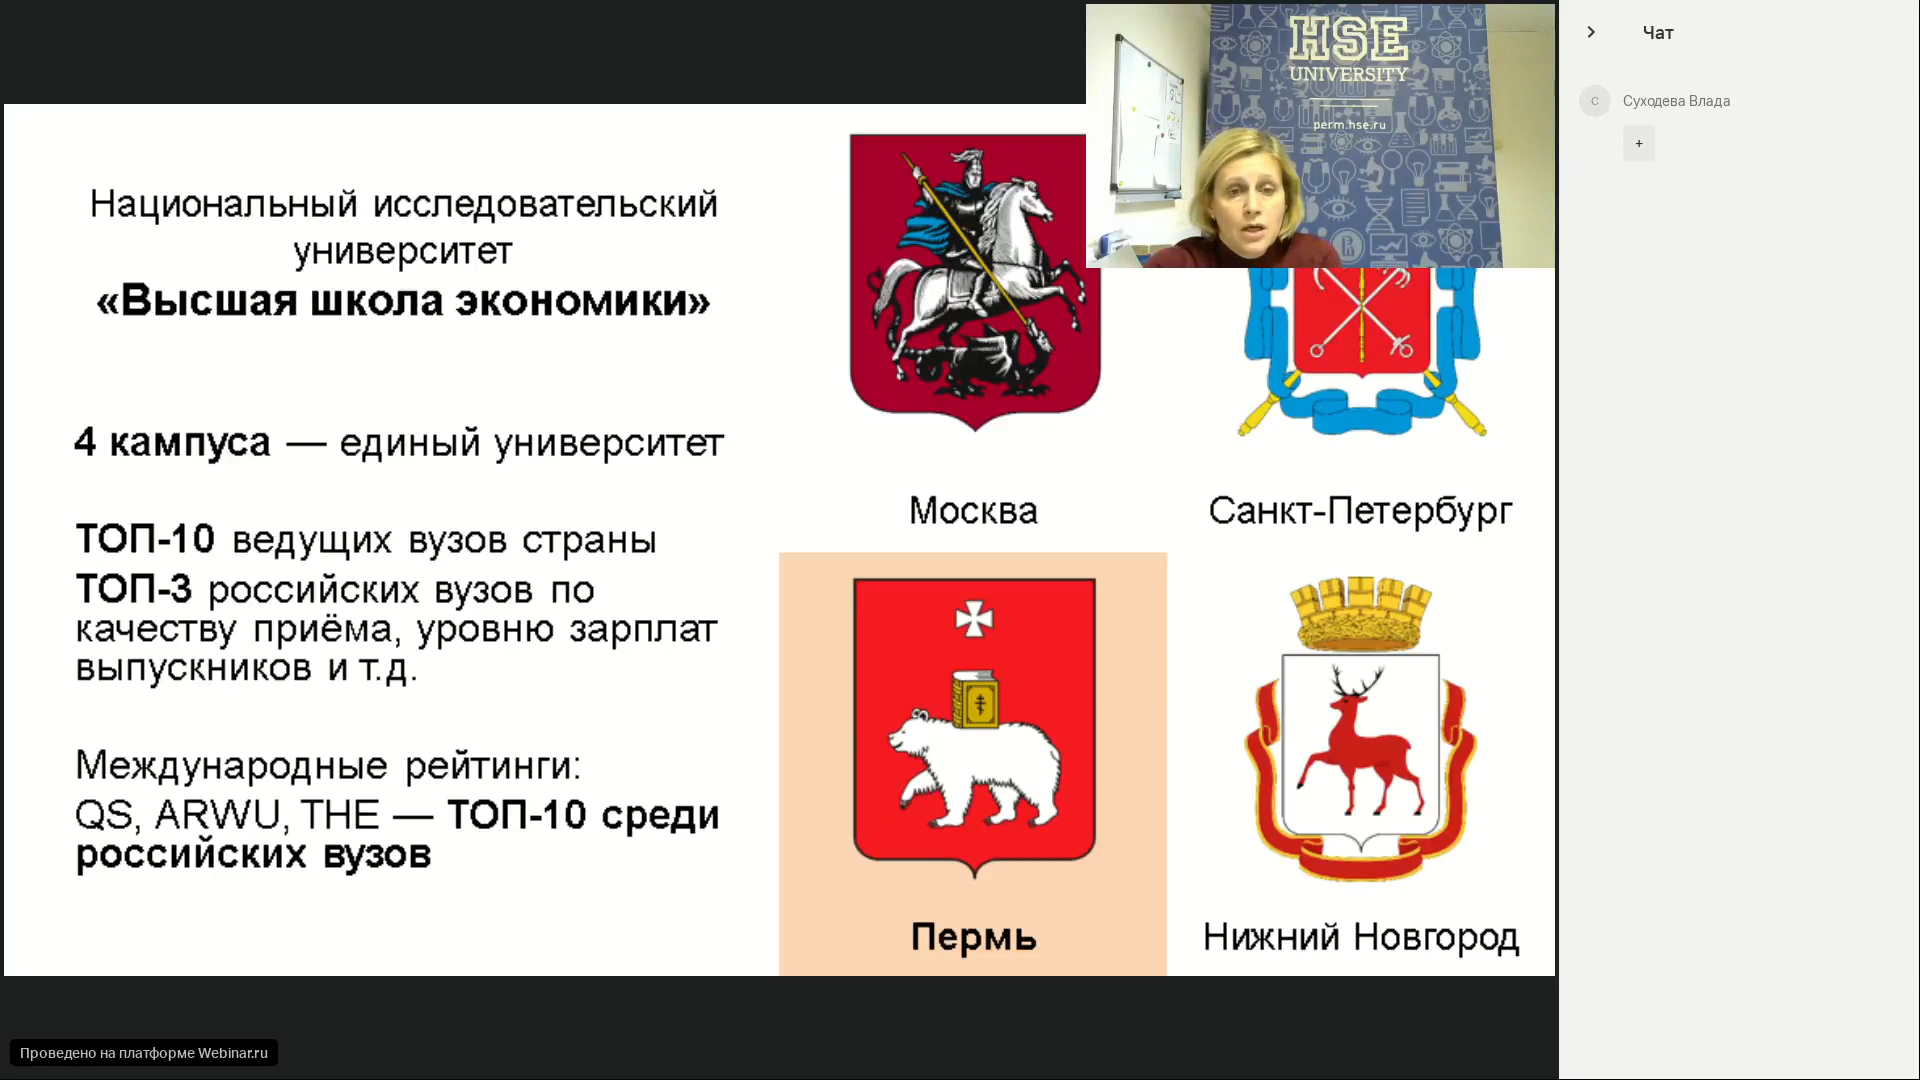 Национальный исследовательский
университет
«Высшая школа экономики»
4 кампуса — единый университет
ТОП-10 ведущих вузов страны
ТОП-3 российских вузов по
качеству приёма, уровню зарплат
выпускников и т.д.
Международные рейтинги:
QS, ARWU, THE — ТОП-10 среди
российских вузов
Москва
Санкт-Петербург
Пермь
Нижний Новгород
HSE
UNIVERSITY
perm.hse.ru
Чат
С
Суходева Влада
+
Проведено на платформе Webinar.ru